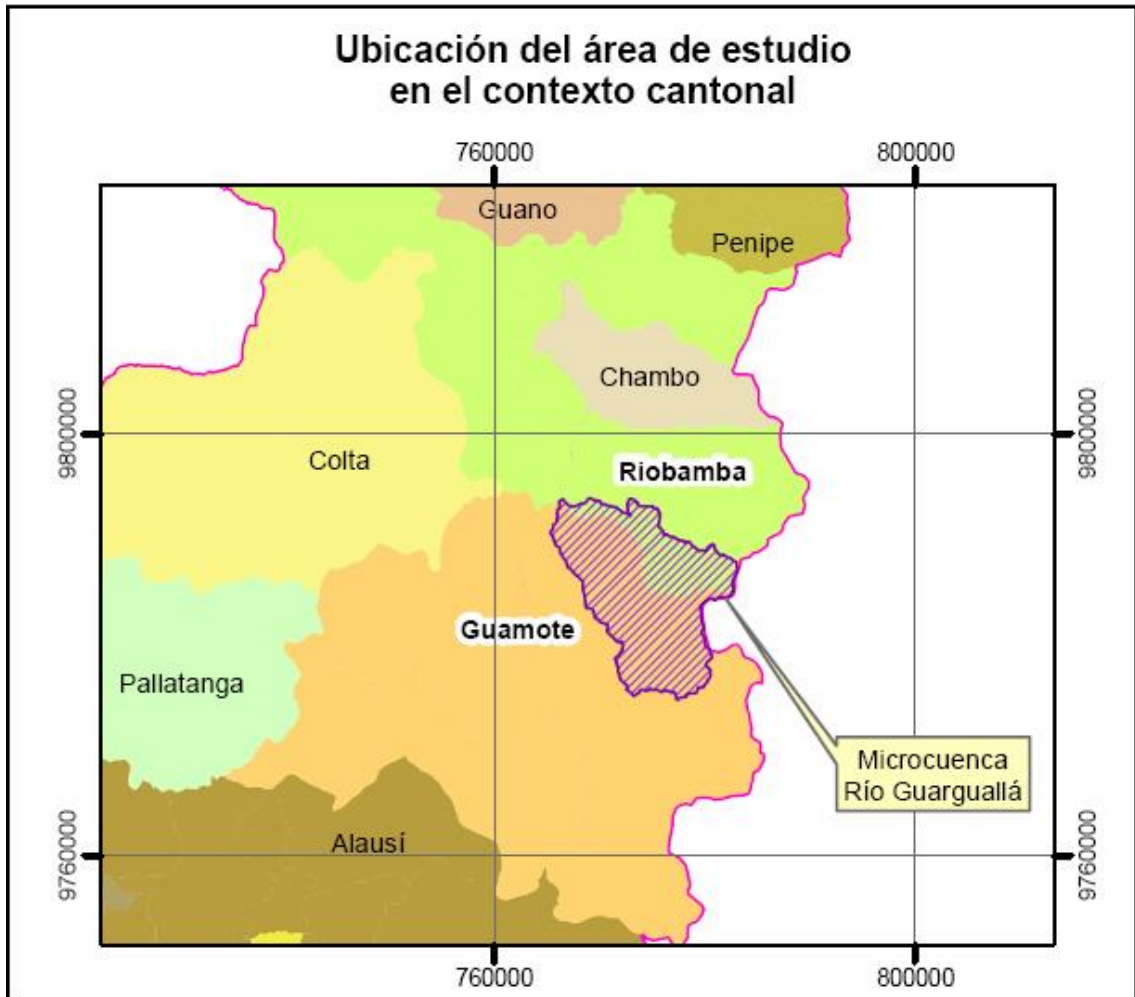 Ubicación del área de estudio
en el contexto cantonal
760000
800000
Guano
Penipe
Chambo
9800000
9800000
Colta
Riobamba
Guamote
Pallatanga
Microcuenca
Río Guarguallá
Alausí
9760000
9760000
760000
800000